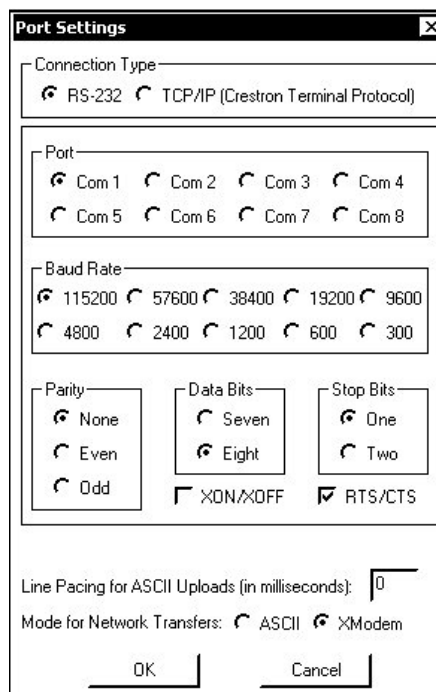 Port Settings
Connection Type
RS-232 TCP/IP (Crestron Terminal Protocol)
Port
Com 1 Com 2 Com 3 Com 4
Com 5 Com 6 Com 7 Com 8
Baud Rate
115200 57600 38400 19200 9600
4800 2400 1200 600 300
Parity Data Bits Stop Bits
None Seven One
Even Eight Two
Odd XON/XOFF RTS/CTS
Line Pacing for ASCII Uploads (in milliseconds): 0
Mode for Network Transfers: ASCII XModem
OK Cancel